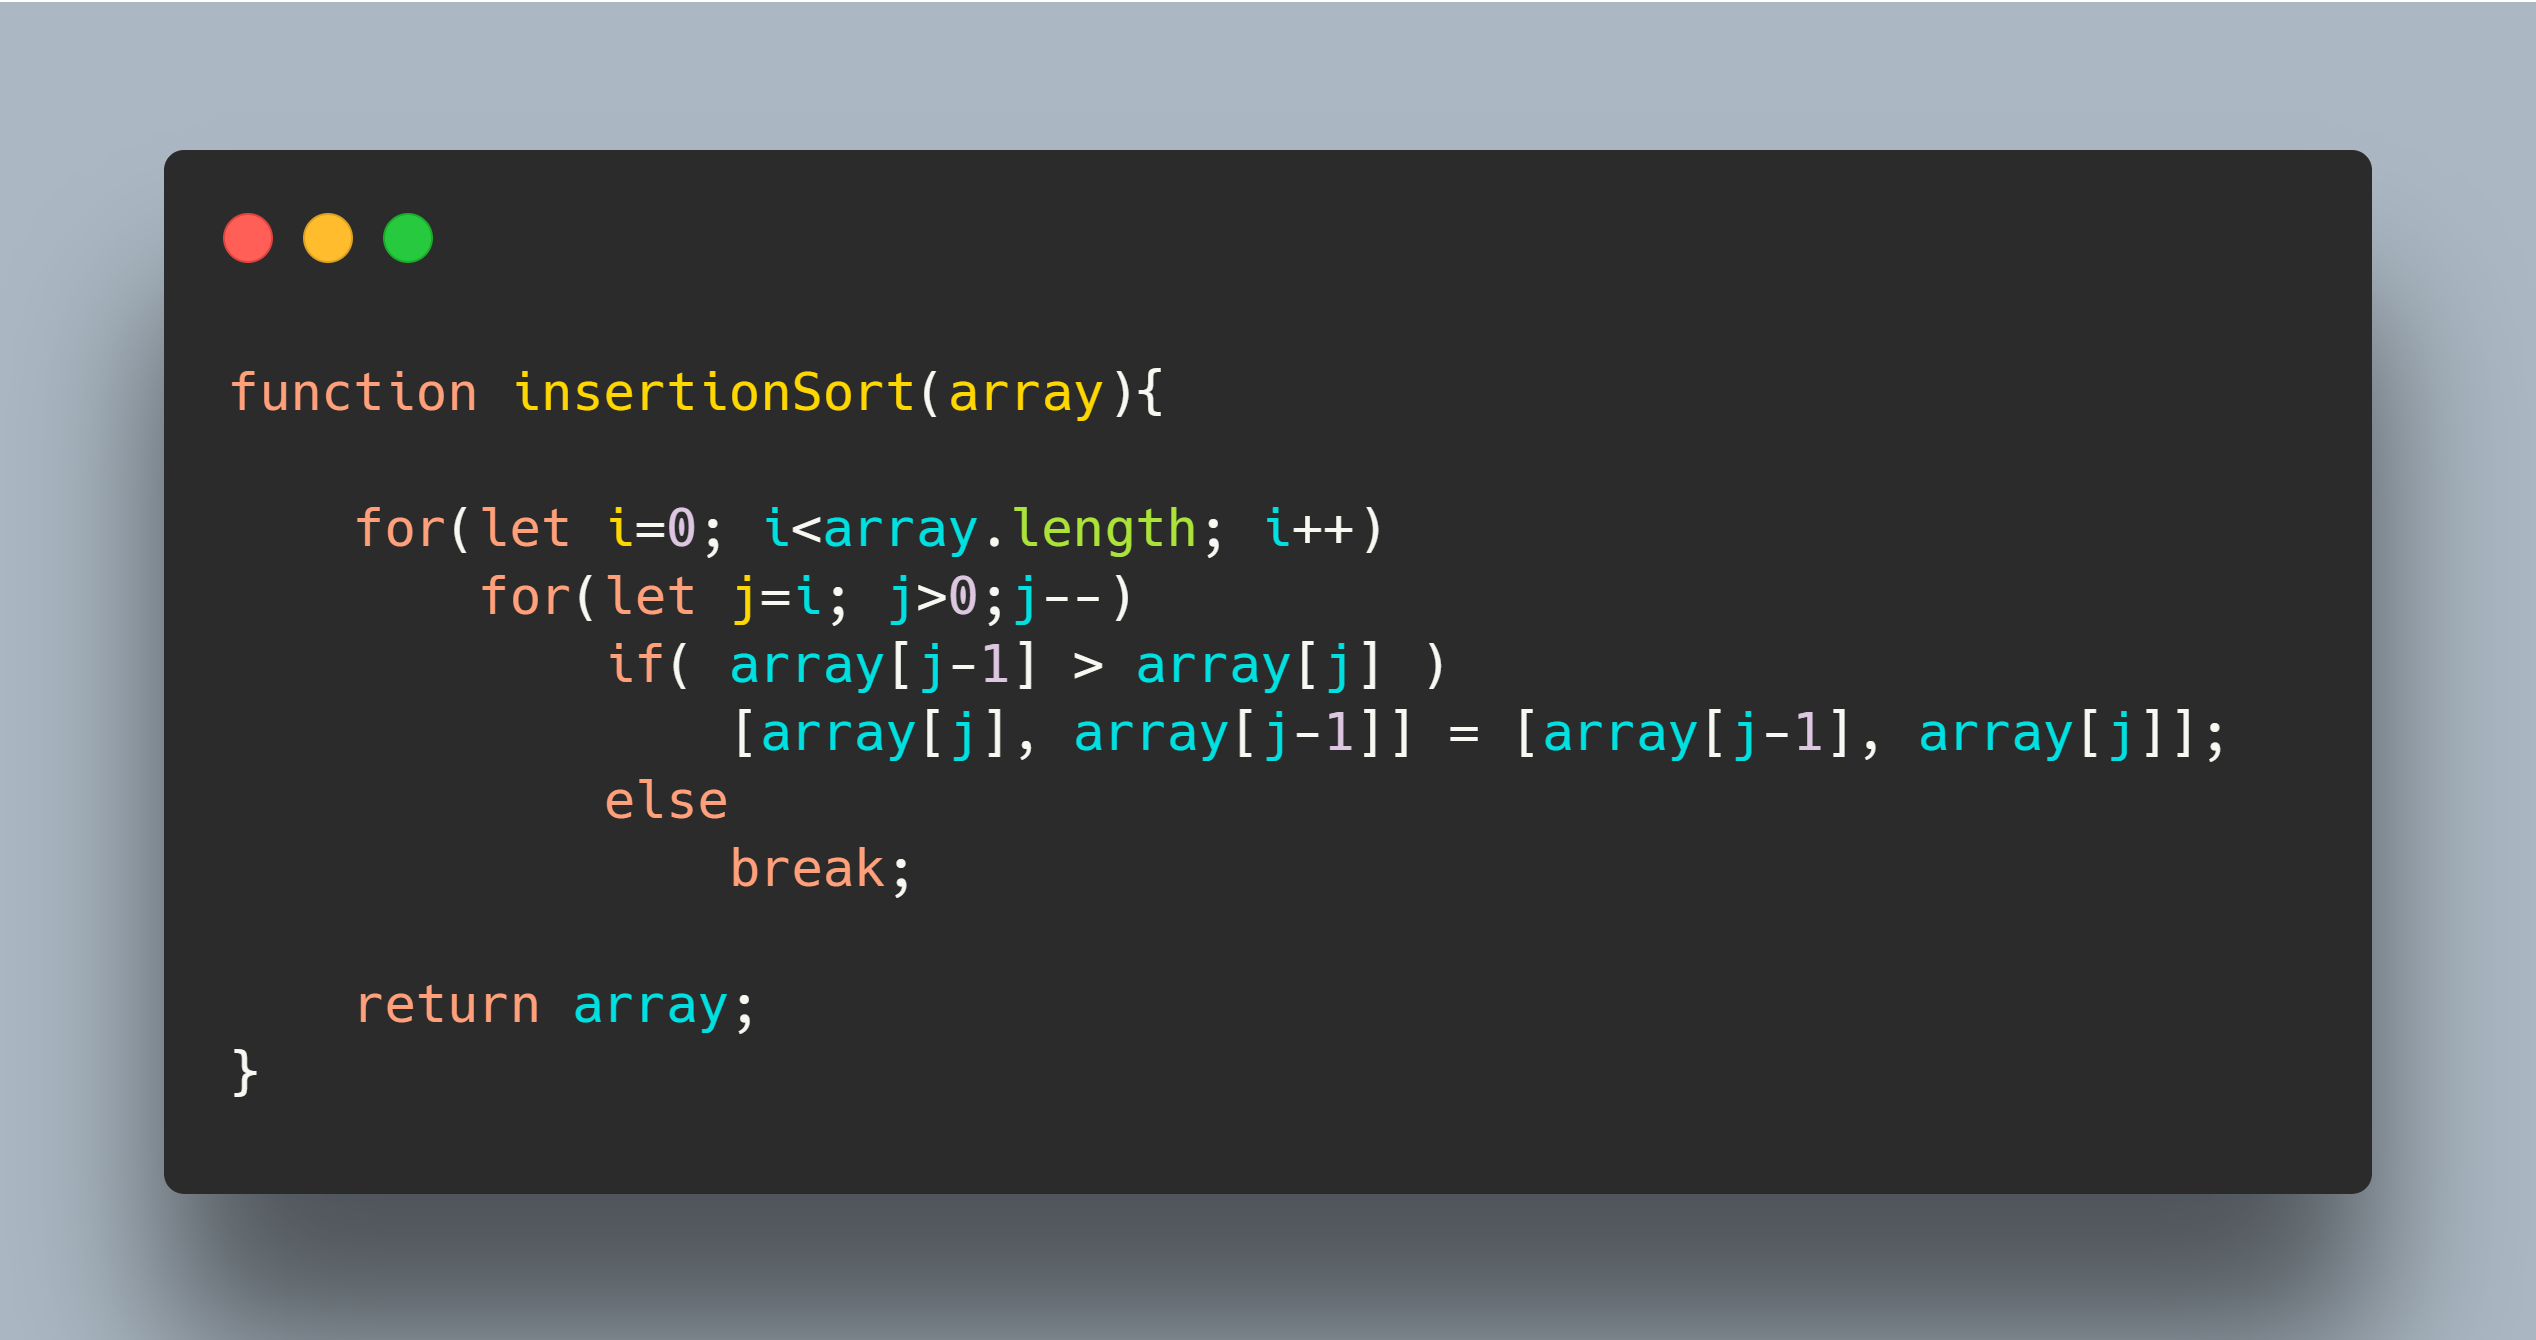 function insertionSort(array){
    for(let i=0; i<array.length; i++)
        for(let j=i; j>0;j--)
            if( array[j-1] > array[j] )
                [array[j], array[j-1]] = [array[j-1], array[j]];
            else
                break;
    return array;
}